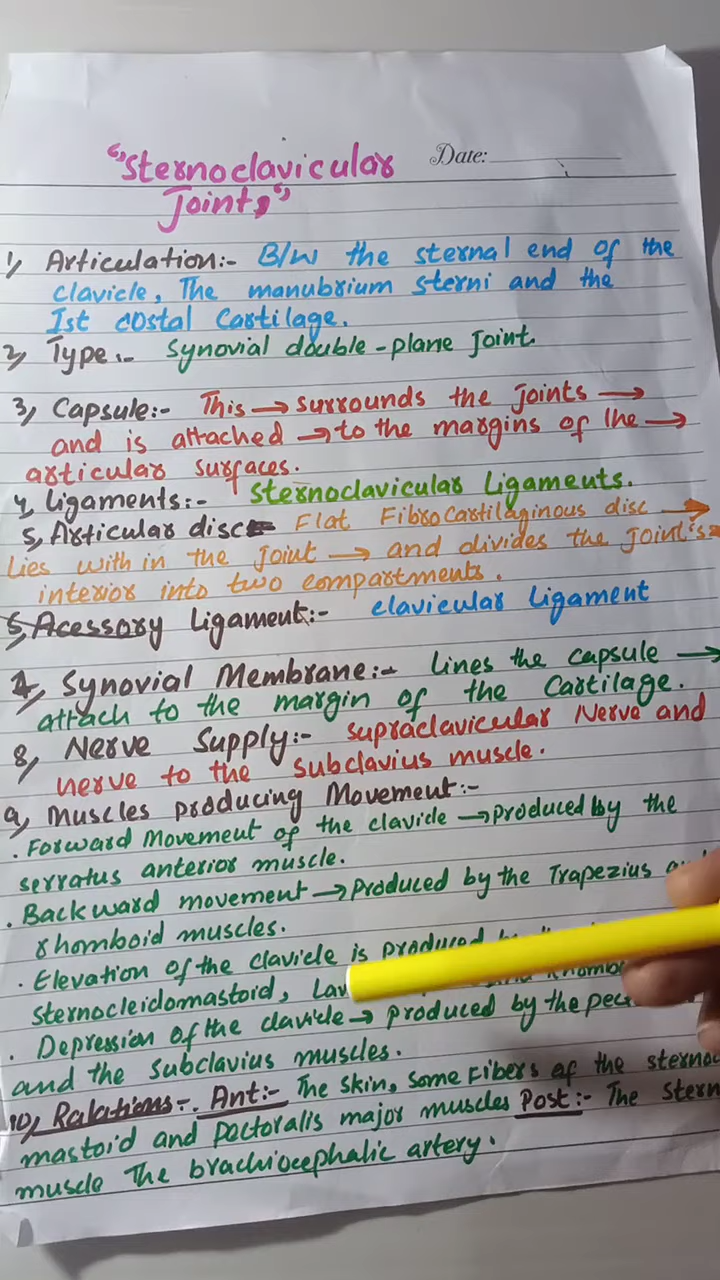 "Sternoclavicular
Date:
Joint,"
1, Articulation:- B/W the sternal end of the
clavicle, The manubrium sterni and the
Ist costal Cartilage.
2, Type:- Synovial double-plane Joint
3, Capsule:- This → surrounds the joints →
and is attached → to the margins of the →
articular surfaces.
4, Ligaments:- Sternoclavicular Ligaments.
5, Articular disc Flat Fibrocartilaginous disc →
Lies with in the joint → and divides the joint's
interior into two compartments.
5, Acessory Ligament:- clavicular Ligament
7, Synovial Membrane:- Lines the capsule →
attach to the margin of the Cartilage.
8, Nerve Supply:- supraclavicular Nerve and
nerve to the subclavius muscle.
9, Muscles producing Movement:-
· Forward Movement of the clavicle → produced by the
serratus anterior muscle.
· Backward movement → Produced by the Trapezius
rhomboid muscles.
· Elevation of the clavicle is produced
Sternocleidomastoid,
· Depression of the clavicle → produced by the
and the subclavius muscles.
10, Ralations:- Ant:- The skin, some Fibers of the
mastoid and pectoralis major muscles Post:- The
muscle The brachiocephalic artery.